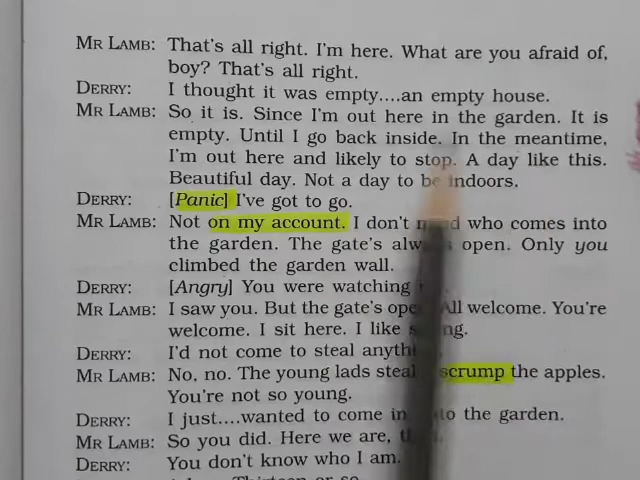 MR LAMB: That's all right. I'm here. What are you afraid of,
boy? That's all right.
DERRY: I thought it was empty....an empty house.
MR LAMB: So it is. Since I'm out here in the garden. It is
empty. Until I go back inside. In the meantime,
I'm out here and likely to stop. A day like this.
Beautiful day. Not a day to be indoors.
DERRY: [Panic] I've got to go.
MR LAMB: Not on my account. I don't who comes into
the garden. The gate's always open. Only you
climbed the garden wall.
DERRY: [Angry] You were watching
MR LAMB: I saw you. But the gate's open. All welcome. You're
welcome. I sit here. I like
DERRY: I'd not come to steal
MR LAMB: No, no. The young lads steal scrump the apples.
You're not so young.
DERRY: I just....wanted to come in to the garden.
MR LAMB: So you did. Here we are,
DERRY: You don't know who I am.